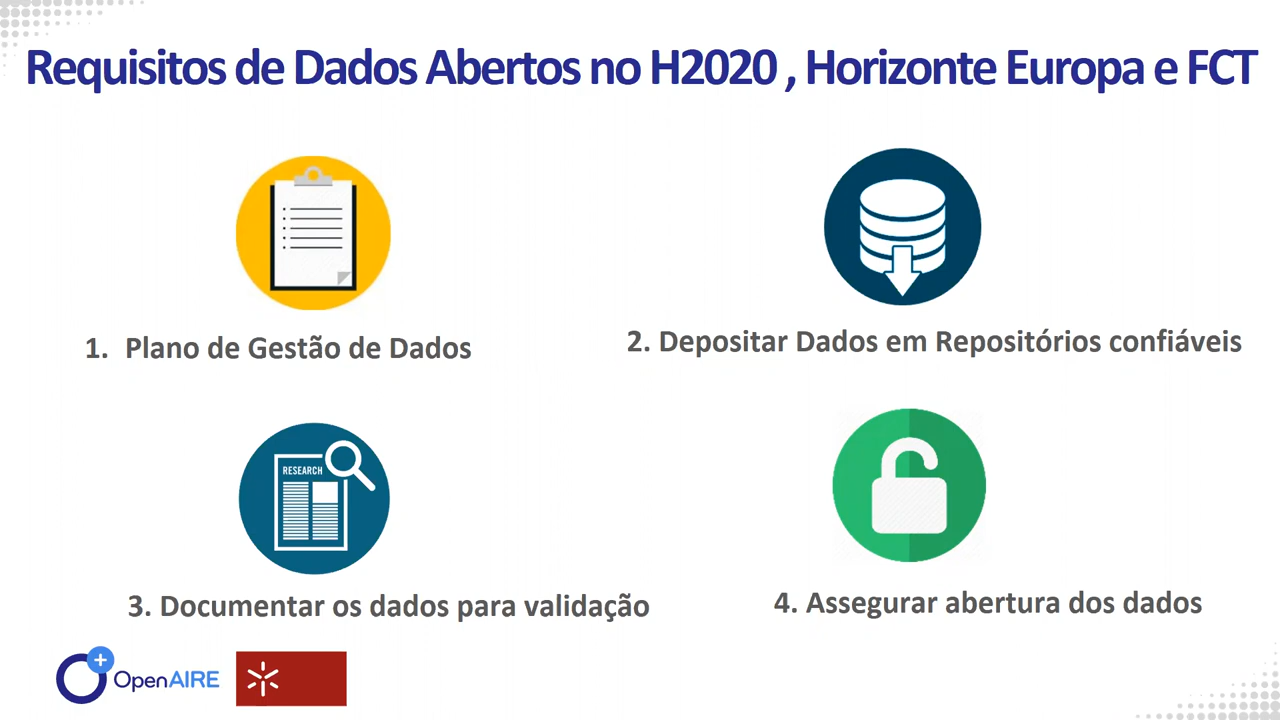 Requisitos de Dados Abertos no H2020 , Horizonte Europa e FCT
1. Plano de Gestão de Dados
2. Depositar Dados em Repositórios confiáveis
RESEARCH
3. Documentar os dados para validação
4. Assegurar abertura dos dados
OpenAIRE